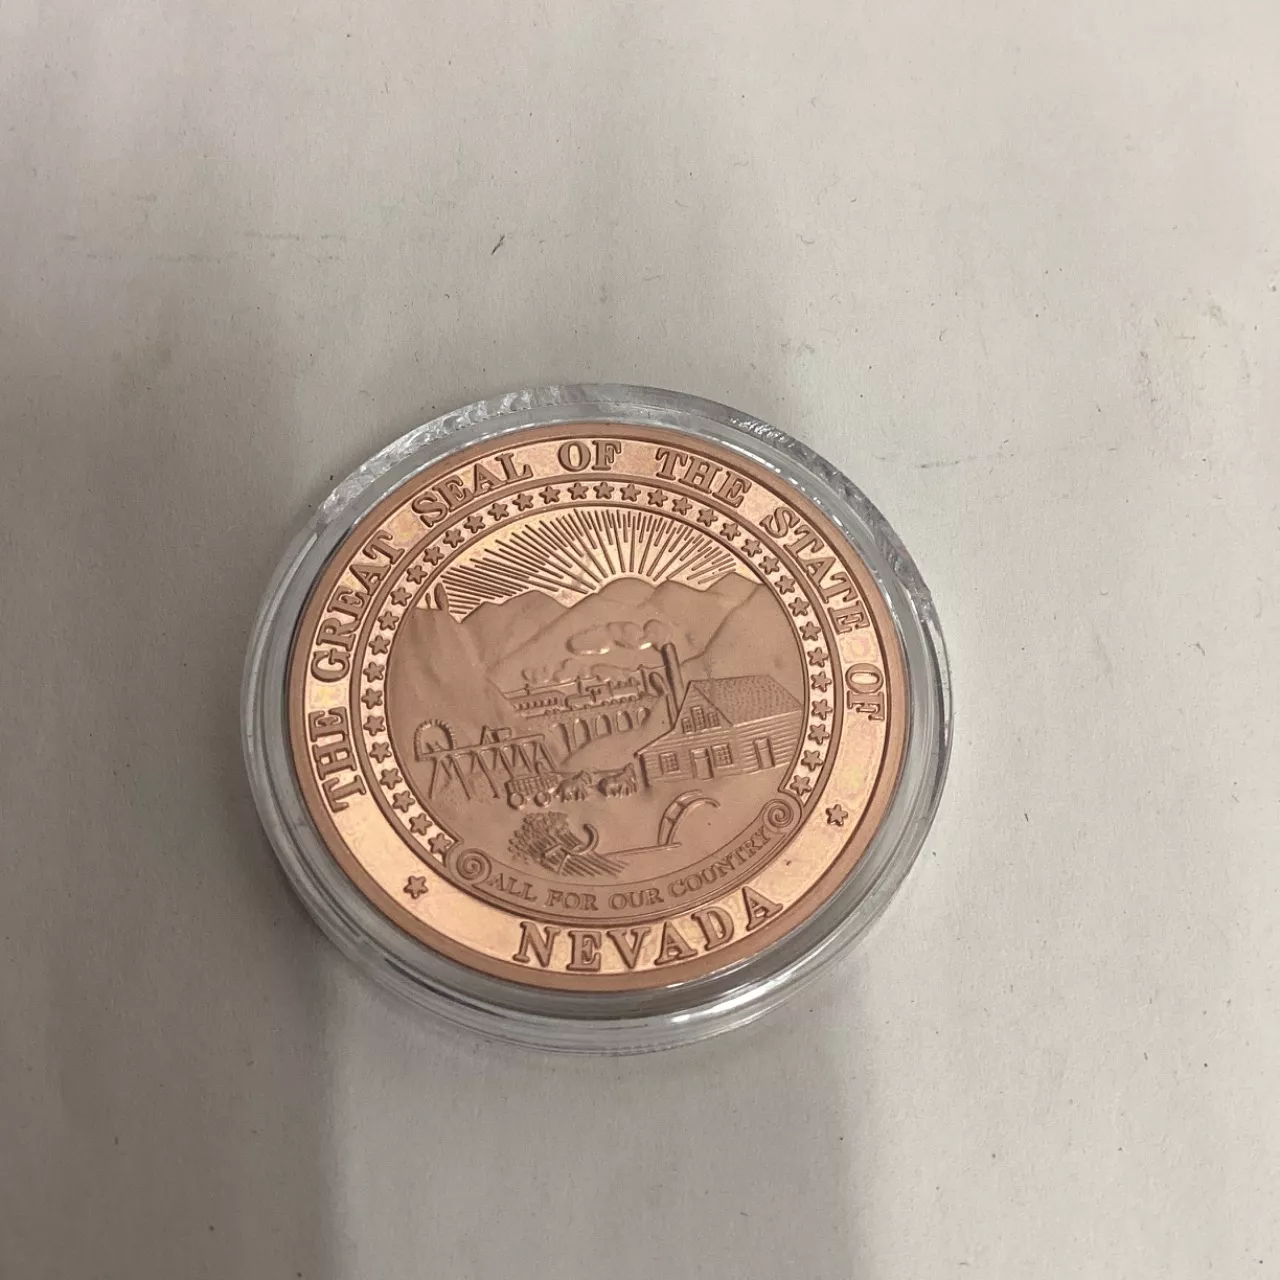 THE GREAT SEAL OF THE STATE OF
ALL FOR OUR COUNTRY
NEVADA